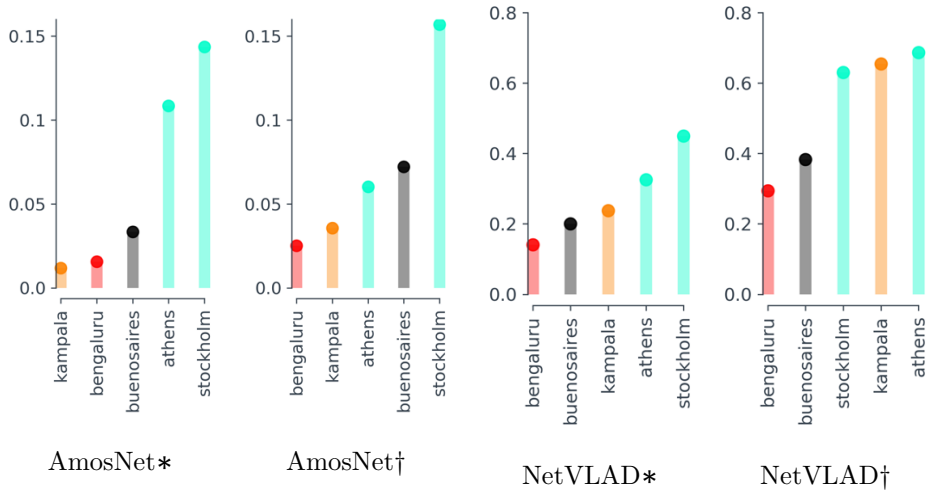 0.15
0.1
0.05
0.0
kampala
bengaluru
buenosaires
athens
stockholm
AmosNet*
0.15
0.1
0.05
0.0
bengaluru
kampala
athens
buenosaires
stockholm
AmosNet†
0.8
0.6
0.4
0.2
0.0
bengaluru
buenosaires
kampala
athens
stockholm
NetVLAD*
0.8
0.6
0.4
0.2
0.0
bengaluru
buenosaires
stockholm
kampala
athens
NetVLAD†